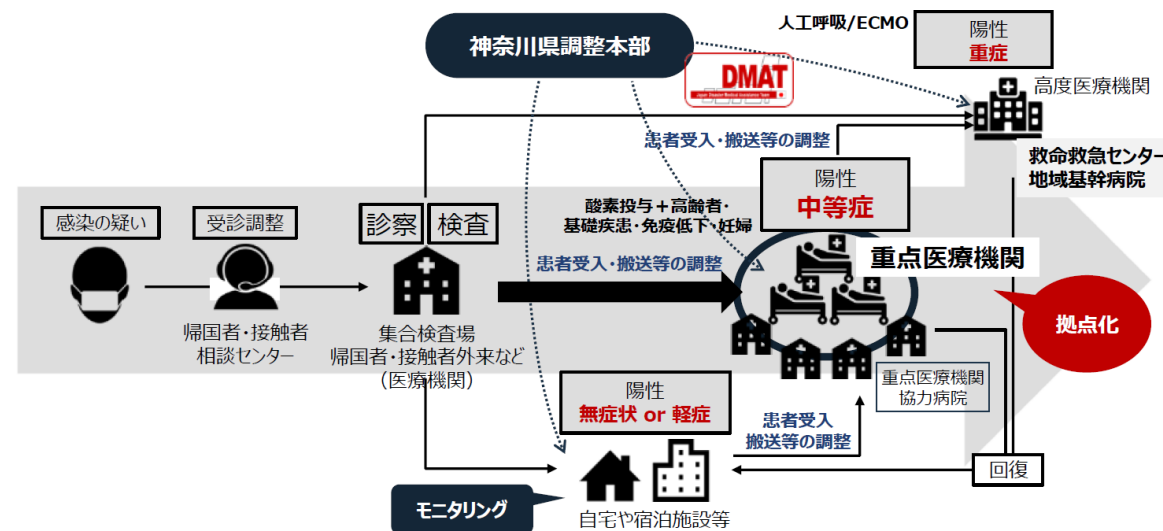 神奈川県調整本部
DMAT
Japan Disaster Medical Assistance Team
人工呼吸/ECMO
陽性
重症
高度医療機関
救命救急センター
地域基幹病院
患者受入・搬送等の調整
陽性
中等症
感染の疑い
受診調整
診察
検査
酸素投与+高齢者・
基礎疾患・免疫低下・妊婦
患者受入・搬送等の調整
重点医療機関
拠点化
帰国者・接触者
相談センター
集合検査場
帰国者・接触者外来など
(医療機関)
重点医療機関
協力病院
陽性
無症状 or 軽症
患者受入
搬送等の調整
回復
モニタリング
自宅や宿泊施設等